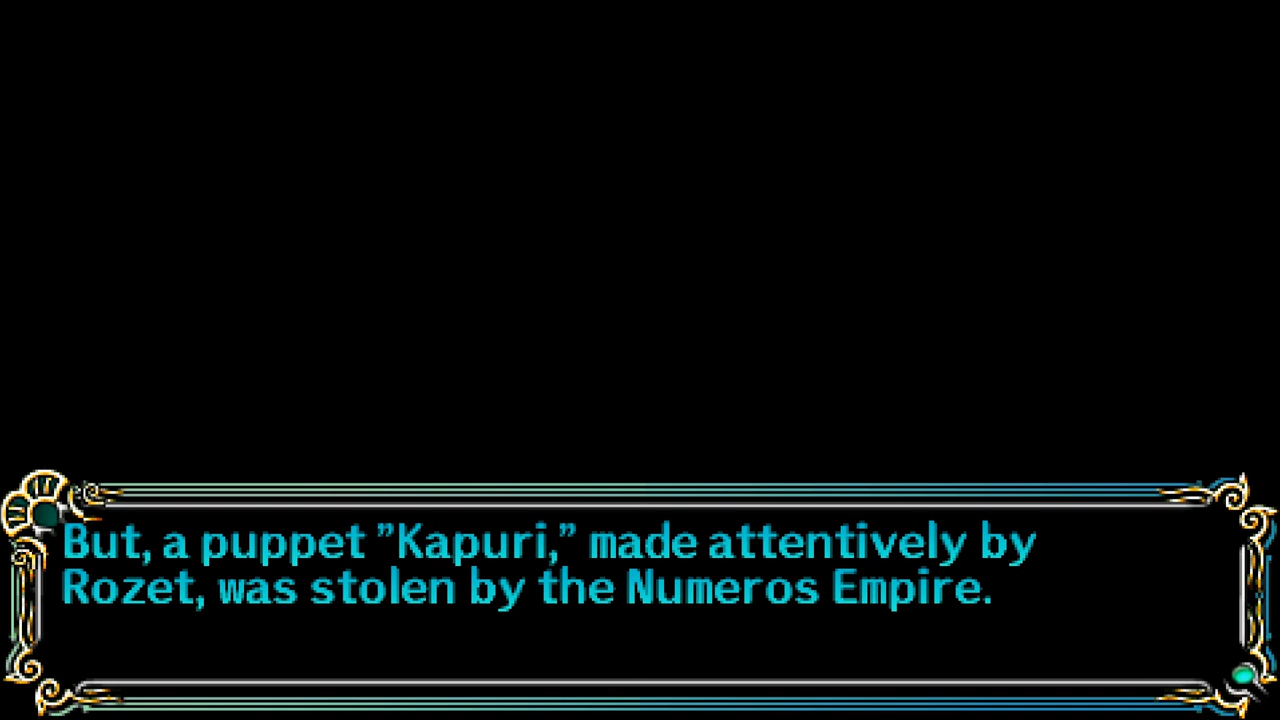 But, a puppet "Kapuri," made attentively by
Rozet, was stolen by the Numeros Empire.